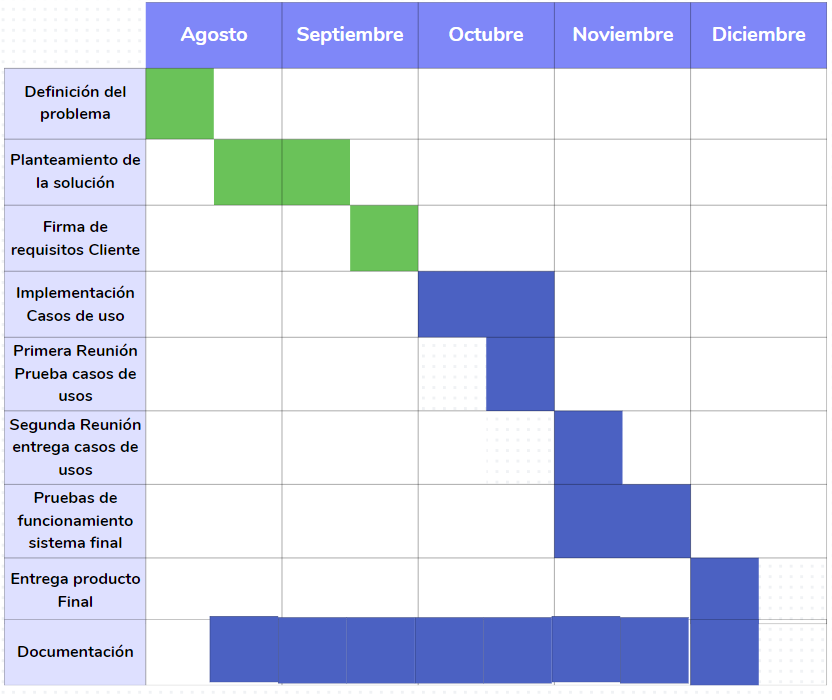 Agosto Septiembre Octubre Noviembre Diciembre
Definición del
problema
Planteamiento de
la solución
Firma de
requisitos Cliente
Implementación
Casos de uso
Primera Reunión
Prueba casos de
usos
Segunda Reunión
entrega casos de
usos
Pruebas de
funcionamiento
sistema final
Entrega producto
Final
Documentación